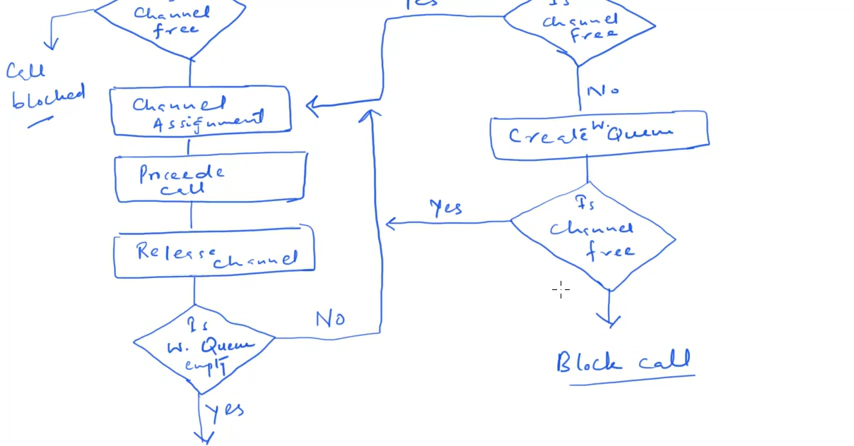 channel
free
Call
blocked
Channel
Assignment
Proceede
call
Release
channel
Is
W. Queue
empty
No
Yes
Yes
Is
channel
free
No
Create W. Queue
Yes
Is
channel
free
Block call